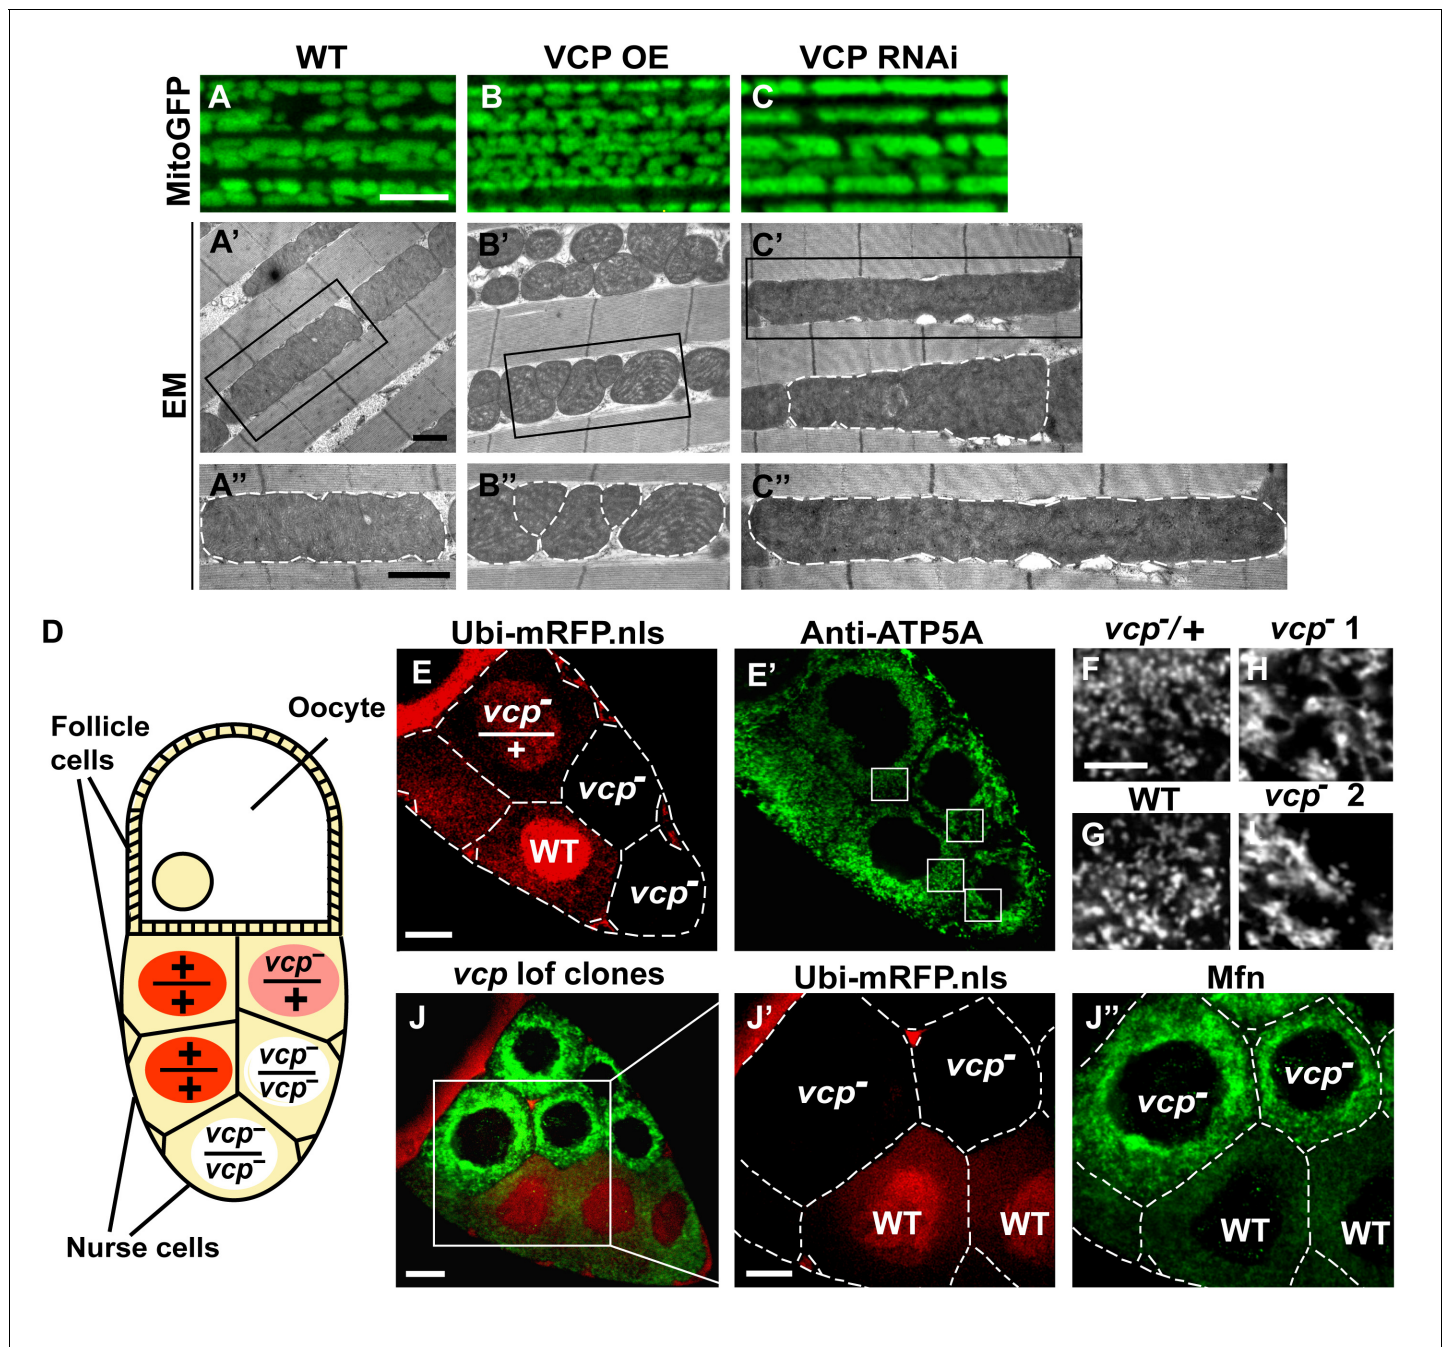 WT
VCP OE
VCP RNAi
MitoGFP
A
B
C
EM
A'
B'
C'
A''
B''
C''
D
Ubi-mRFP.nls
Anti-ATP5A
vcp-/+
vcp- 1
E
vcp-
+
vcp-
WT
vcp-
E'
F
H
WT
vcp- 2
G
I
Follicle
cells
Oocyte
+
+
vcp–
+
+
+
vcp–
vcp–
vcp–
vcp–
Nurse cells
vcp lof clones
Ubi-mRFP.nls
Mfn
J
J'
vcp-
vcp-
WT
WT
J''
vcp-
vcp-
WT
WT